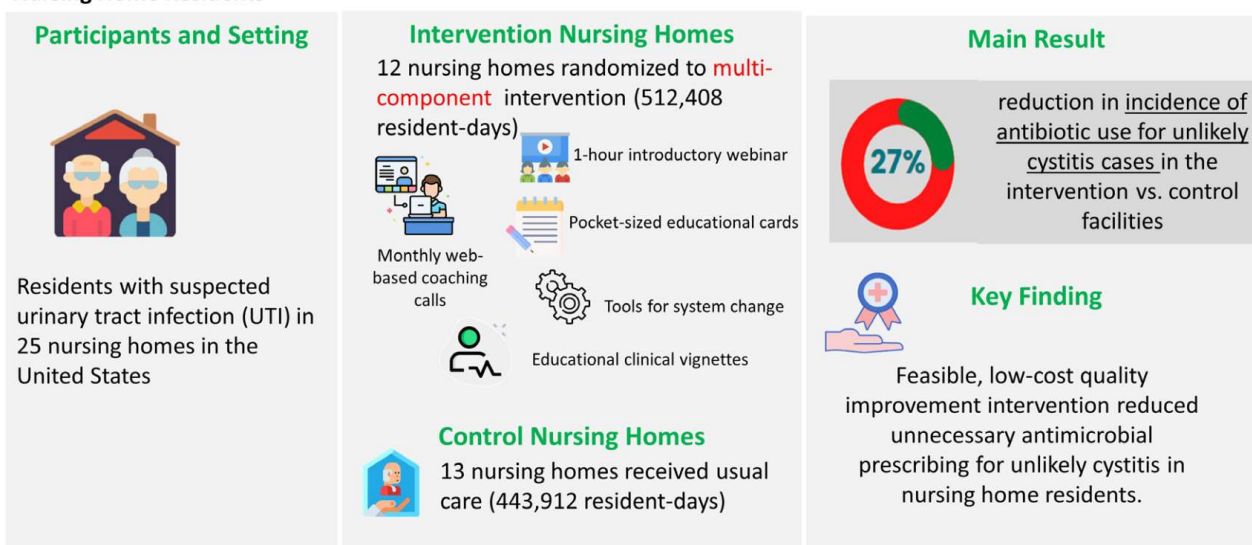 Participants and Setting
Residents with suspected
urinary tract infection (UTI) in
25 nursing homes in the
United States
Intervention Nursing Homes
12 nursing homes randomized to multi-
component intervention (512,408
resident-days)
1-hour introductory webinar
Pocket-sized educational cards
Monthly web-
based coaching
calls
Tools for system change
Educational clinical vignettes
Control Nursing Homes
13 nursing homes received usual
care (443,912 resident-days)
Main Result
27%
reduction in incidence of
antibiotic use for unlikely
cystitis cases in the
intervention vs. control
facilities
Key Finding
Feasible, low-cost quality
improvement intervention reduced
unnecessary antimicrobial
prescribing for unlikely cystitis in
nursing home residents.